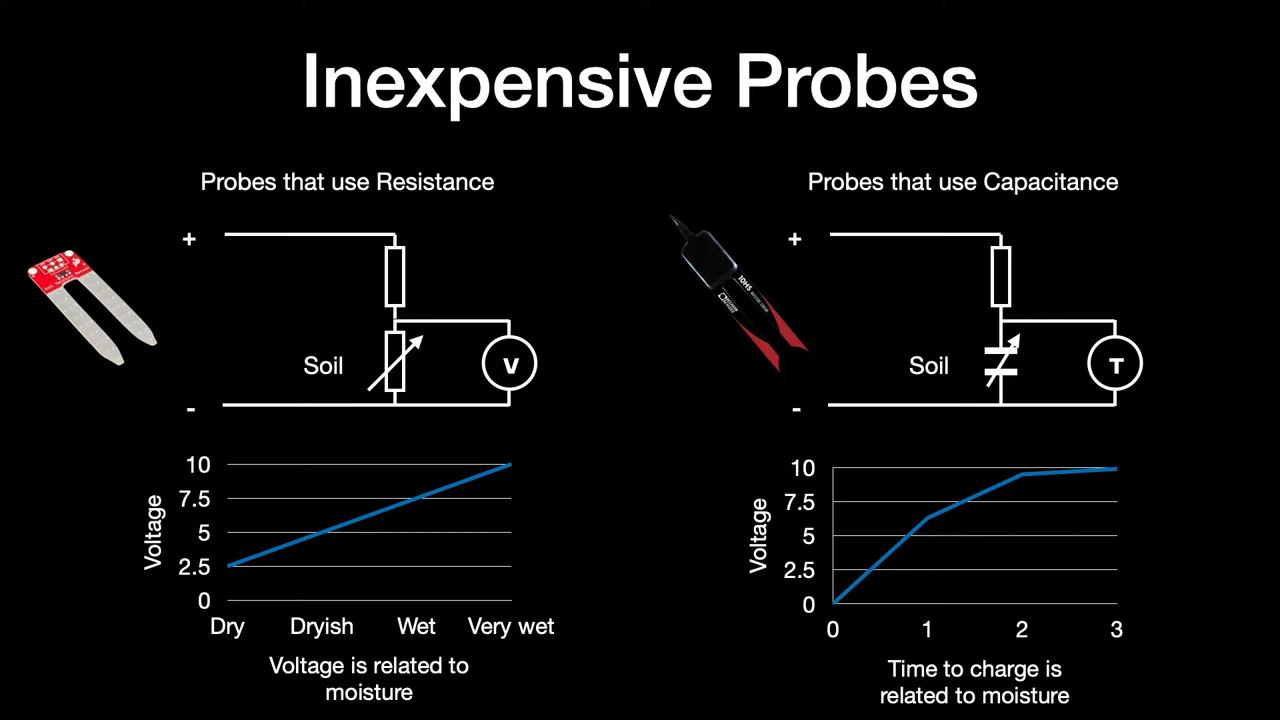 Inexpensive Probes
Probes that use Resistance
+
Soil
V
-
10
7.5
5
2.5
0
Voltage
Dry Dryish Wet Very wet
Voltage is related to
moisture
Probes that use Capacitance
10HS
+
Soil
T
-
10
7.5
5
2.5
0
Voltage
0 1 2 3
Time to charge is
related to moisture